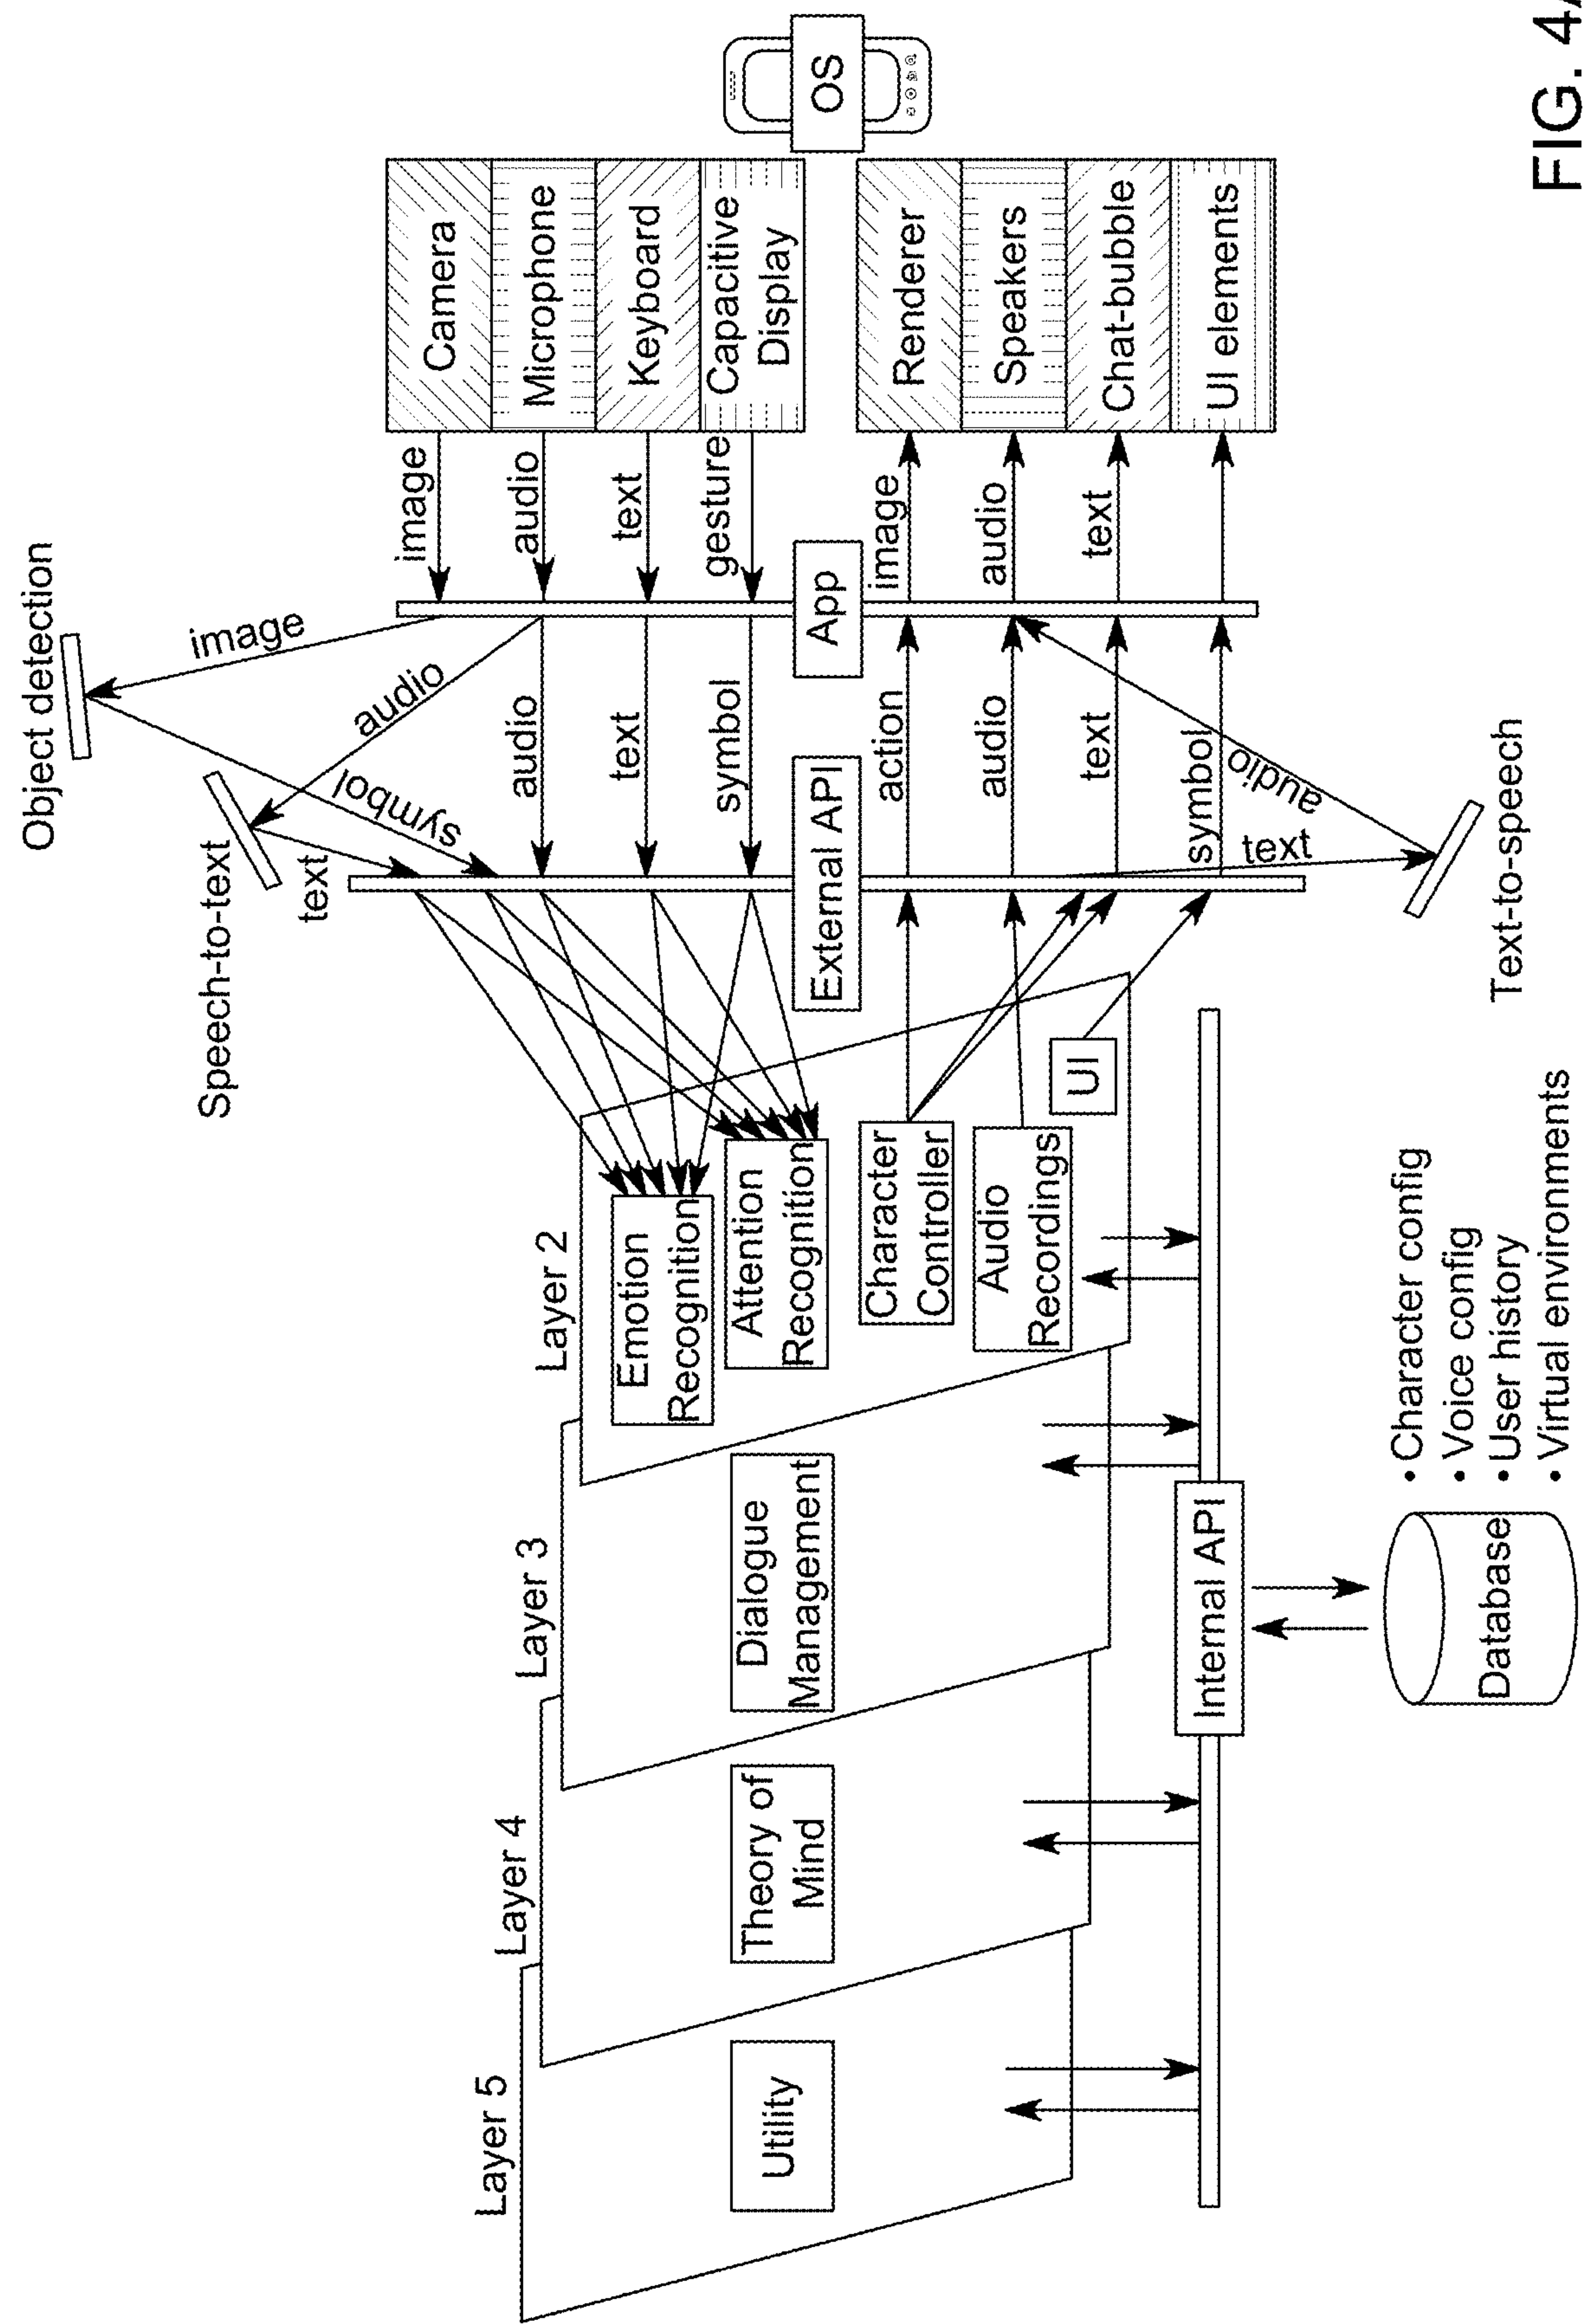 Object detection
Speech-to-text
image
audio
symbol
text
image
audio
text
gesture
audio
text
symbol
Camera
Microphone
Keyboard
Capacitive
Display
OS
App
External API
Renderer
Speakers
Chat-bubble
UI elements
image
audio
text
action
audio
text
symbol
audio
text
Text-to-speech
Layer 5
Utility
Layer 4
Theory of
Mind
Layer 3
Dialogue
Management
Layer 2
Emotion
Recognition
Attention
Recognition
Character
Controller
Audio
Recordings
UI
Internal API
Database
• Character config
• Voice config
• User history
• Virtual environments
FIG. 4A